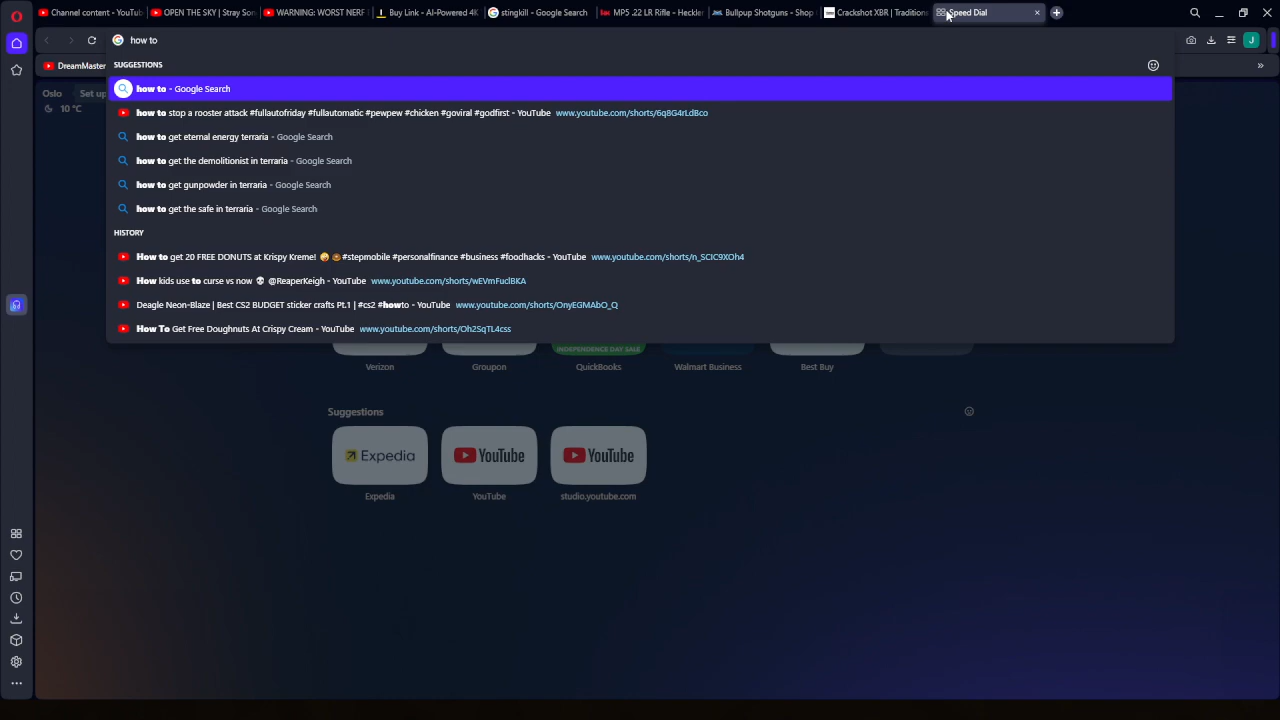 Channel content - YouTub
OPEN THE SKY | Stray Son
WARNING: WORST NERF
Buy Link - AI-Powered 4K
stingkill - Google Search
MP5 .22 LR Rifle - Heckler
Bullpup Shotguns - Shop
Crackshot XBR | Tradition
Speed Dial
how to
J
DreamMaster
SUGGESTIONS
Oslo
Set up
10 °C
how to - Google Search
how to stop a rooster attack #fullautofriday #fullautomatic #pewpew #chicken #goviral #godfirst - YouTube www.youtube.com/shorts/6q8G4rLdBco
how to get eternal energy terraria - Google Search
how to get the demolitionist in terraria - Google Search
how to get gunpowder in terraria - Google Search
how to get the safe in terraria - Google Search
HISTORY
How to get 20 FREE DONUTS at Krispy Kreme! 🤪🍩#stepmobile #personalfinance #business #foodhacks - YouTube www.youtube.com/shorts/n_SCIC9XOh4
How kids use to curse vs now 💀 @ReaperKeigh - YouTube www.youtube.com/shorts/wEVmFudlBKA
Deagle Neon-Blaze | Best CS2 BUDGET sticker crafts Pt.1 | #cs2 #howto - YouTube www.youtube.com/shorts/OnyEGMAbO_Q
How To Get Free Doughnuts At Crispy Cream - YouTube www.youtube.com/shorts/Oh2SqTL4css
INDEPENDENCE DAY SALE
Verizon
Groupon
QuickBooks
Walmart Business
Best Buy
Suggestions
Expedia
YouTube
YouTube
Expedia
YouTube
studio.youtube.com